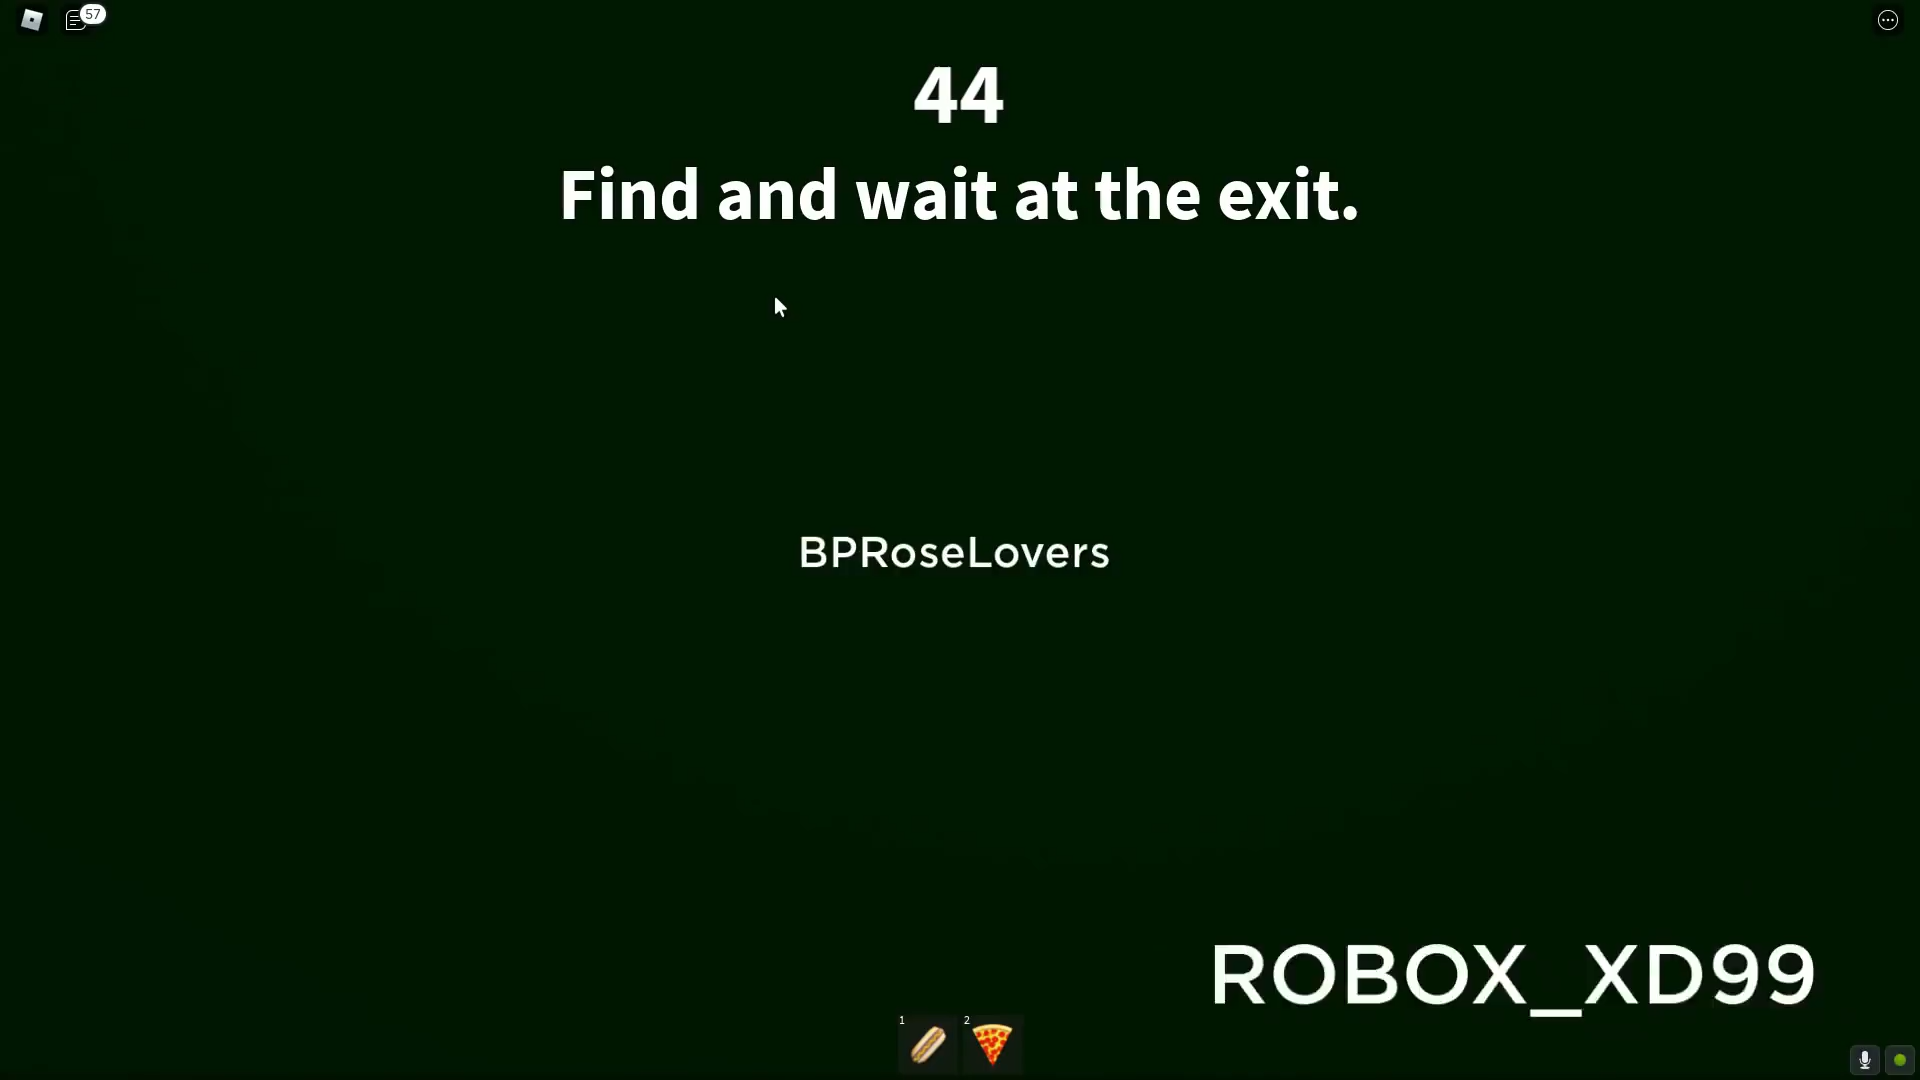 57
44
Find and wait at the exit.
BPRoseLovers
ROBOX_XD99
1 2